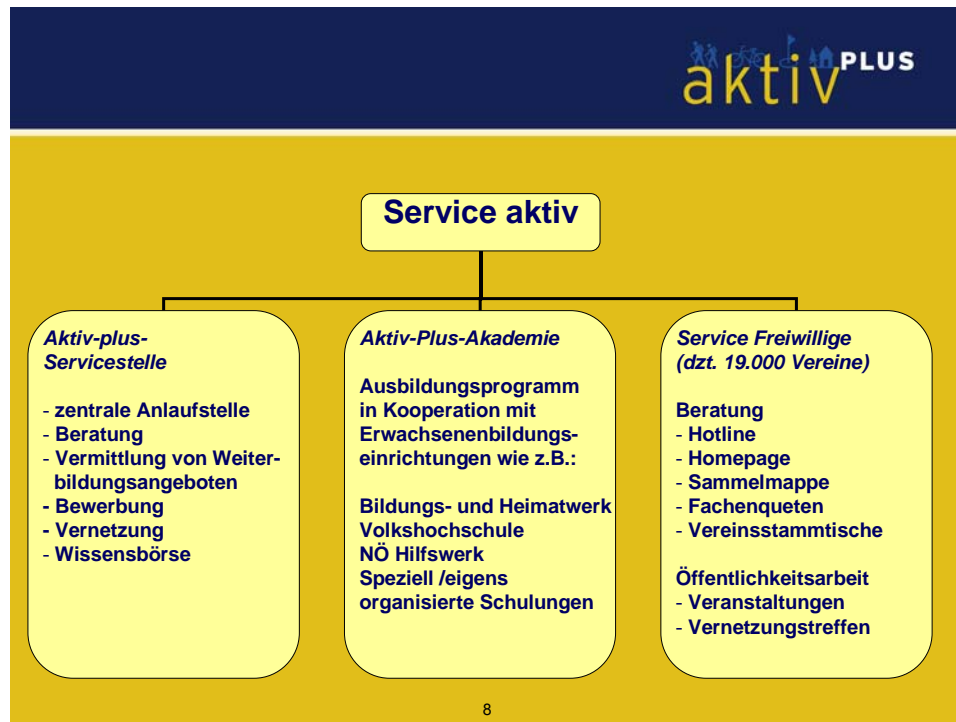 aktiv PLUS
Service aktiv
Aktiv-plus-
Servicestelle
- zentrale Anlaufstelle
- Beratung
- Vermittlung von Weiter-
bildungsangeboten
- Bewerbung
- Vernetzung
- Wissensbörse
Aktiv-Plus-Akademie
Ausbildungsprogramm
in Kooperation mit
Erwachsenenbildungs-
einrichtungen wie z.B.:
Bildungs- und Heimatwerk
Volkshochschule
NÖ Hilfswerk
Speziell /eigens
organisierte Schulungen
Service Freiwillige
(dzt. 19.000 Vereine)
Beratung
- Hotline
- Homepage
- Sammelmappe
- Fachenqueten
- Vereinsstammtische
Öffentlichkeitsarbeit
- Veranstaltungen
- Vernetzungstreffen
8